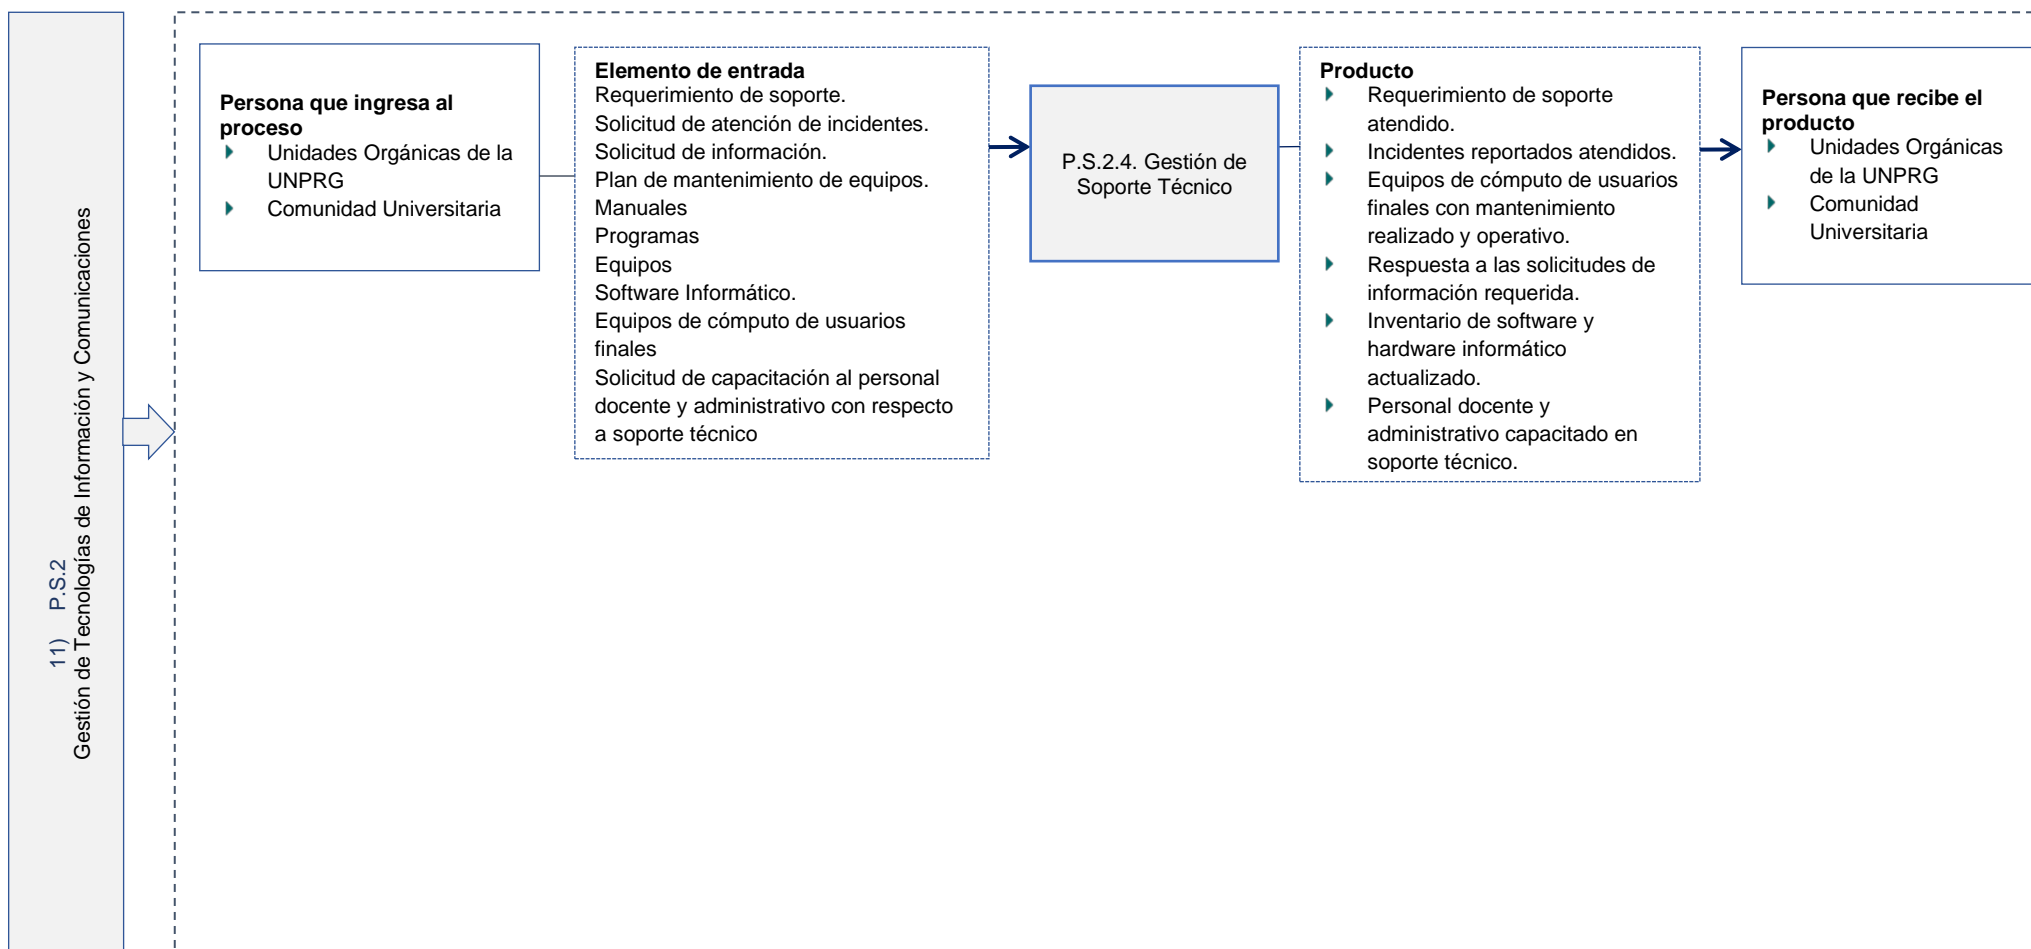 11) P.S.2
Gestión de Tecnologías de Información y Comunicaciones
Persona que ingresa al
proceso
Unidades Orgánicas de la
UNPRG
Comunidad Universitaria
Elemento de entrada
Requerimiento de soporte.
Solicitud de atención de incidentes.
Solicitud de información.
Plan de mantenimiento de equipos.
Manuales
Programas
Equipos
Software Informático.
Equipos de cómputo de usuarios
finales
Solicitud de capacitación al personal
docente y administrativo con respecto
a soporte técnico
P.S.2.4. Gestión de
Soporte Técnico
Producto
Requerimiento de soporte
atendido.
Incidentes reportados atendidos.
Equipos de cómputo de usuarios
finales con mantenimiento
realizado y operativo.
Respuesta a las solicitudes de
información requerida.
Inventario de software y
hardware informático
actualizado.
Personal docente y
administrativo capacitado en
soporte técnico.
Persona que recibe el
producto
Unidades Orgánicas
de la UNPRG
Comunidad
Universitaria